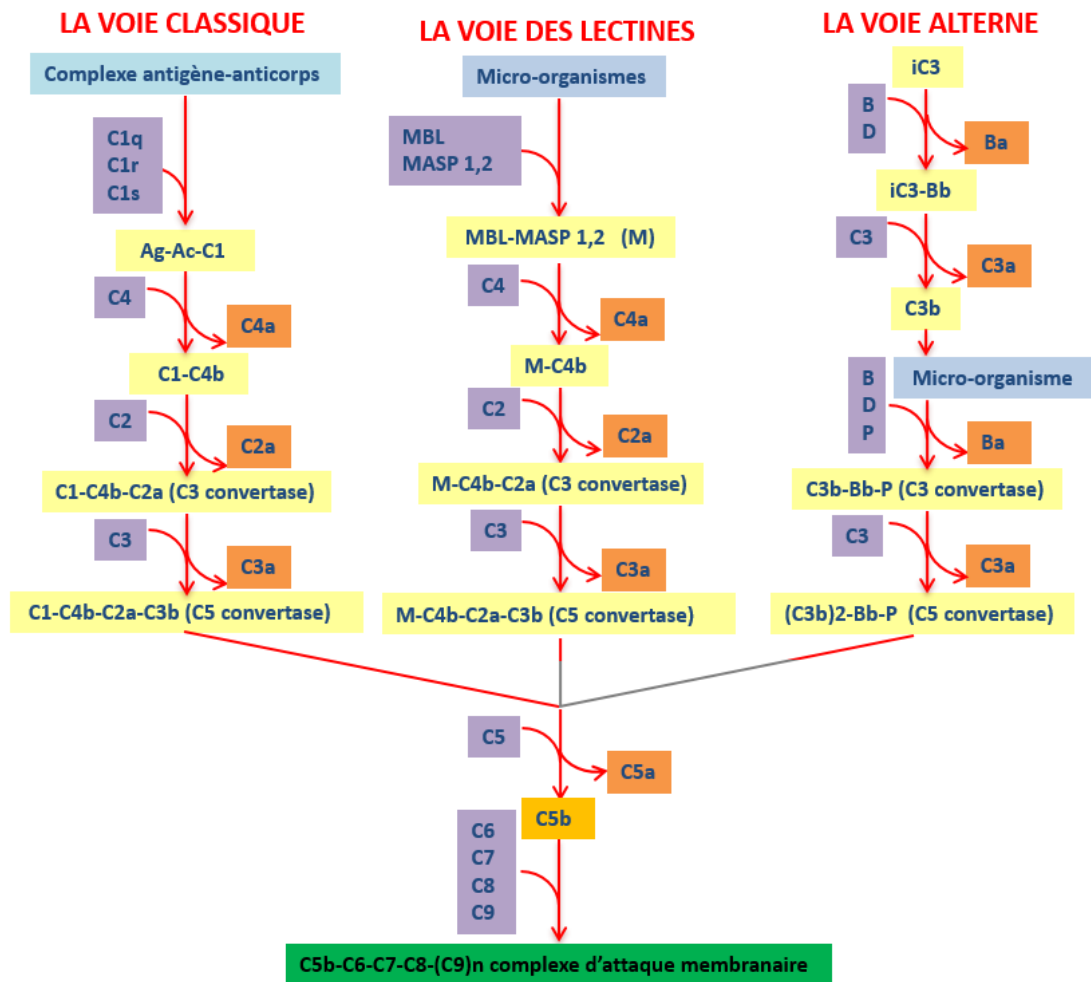 LA VOIE CLASSIQUE
Complexe antigène-anticorps
C1q
C1r
C1s
Ag-Ac-C1
C4
C4a
C1-C4b
C2
C2a
C1-C4b-C2a (C3 convertase)
C3
C3a
C1-C4b-C2a-C3b (C5 convertase)
LA VOIE DES LECTINES
Micro-organismes
MBL
MASP 1,2
MBL-MASP 1,2 (M)
C4
C4a
M-C4b
C2
C2a
M-C4b-C2a (C3 convertase)
C3
C3a
M-C4b-C2a-C3b (C5 convertase)
LA VOIE ALTERNE
iC3
B
D
Ba
iC3-Bb
C3
C3a
C3b
Micro-organisme
B
D
P
Ba
C3b-Bb-P (C3 convertase)
C3
C3a
(C3b)2-Bb-P (C5 convertase)
C5
C5a
C5b
C6
C7
C8
C9
C5b-C6-C7-C8-(C9)n complexe d'attaque membranaire